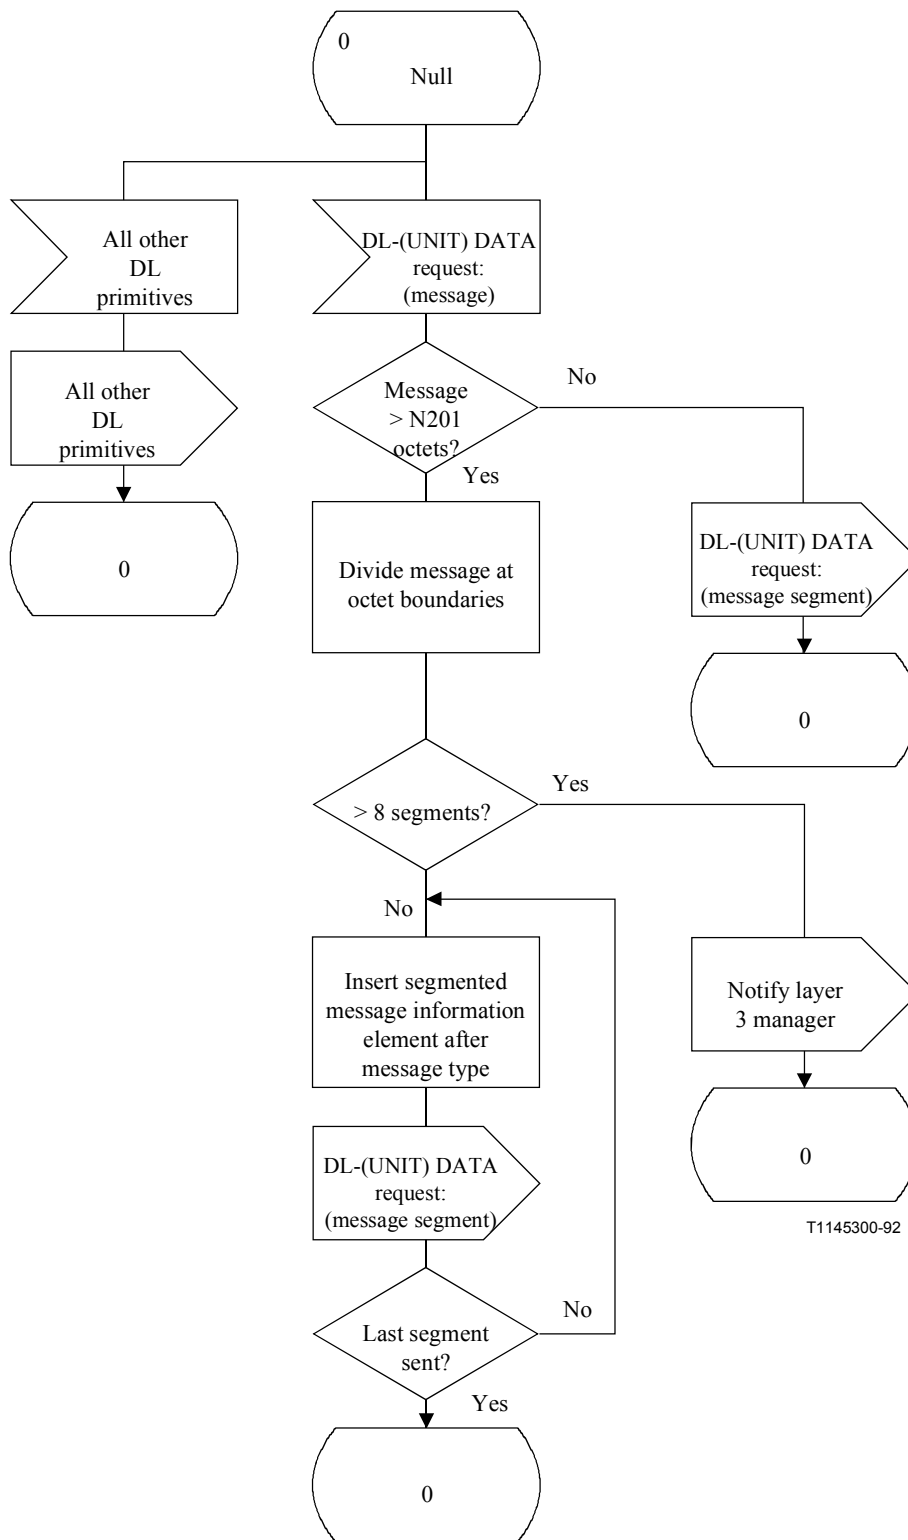 0
Null
All other
DL
primitives
DL-(UNIT) DATA
request:
(message)
All other
DL
primitives
Message
> N201
octets?
No
Yes
0
Divide message at
octet boundaries
DL-(UNIT) DATA
request:
(message segment)
0
> 8 segments?
Yes
No
Insert segmented
message information
element after
message type
Notify layer
3 manager
0
DL-(UNIT) DATA
request:
(message segment)
T1145300-92
Last segment
sent?
No
Yes
0